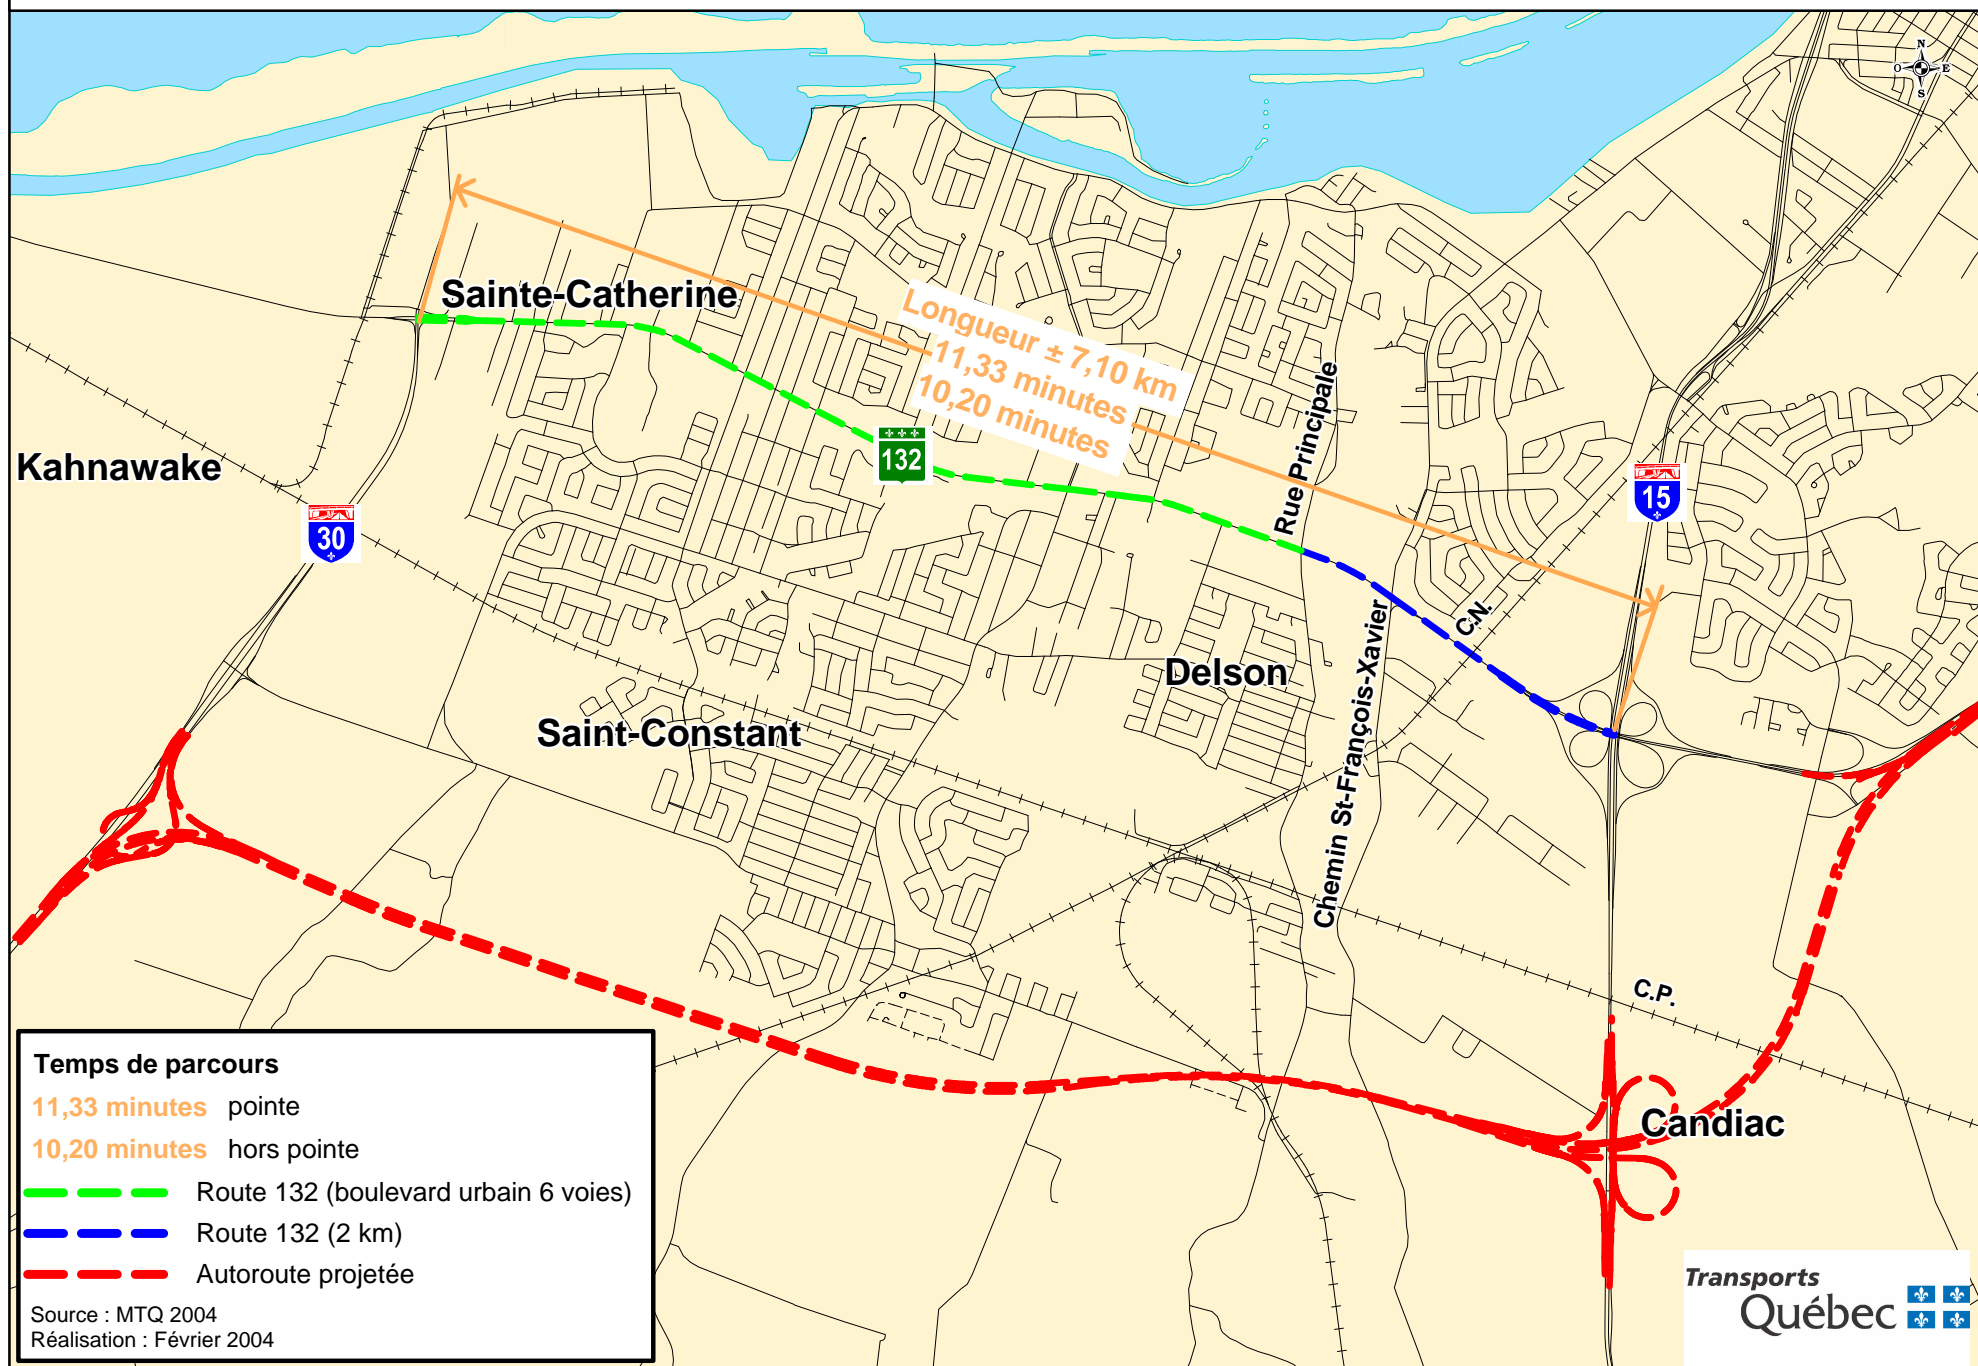 N
O
E
S
Sainte-Catherine
Longueur ± 7,10 km
11,33 minutes
10,20 minutes
Rue Principale
132
Kahnawake
30
15
C.N.
Delson
Chemin St-François-Xavier
Saint-Constant
C.P.
Candiac
Temps de parcours
11,33 minutes pointe
10,20 minutes hors pointe
Route 132 (boulevard urbain 6 voies)
Route 132 (2 km)
Autoroute projetée
Source : MTQ 2004
Réalisation : Février 2004
Transports
Québec